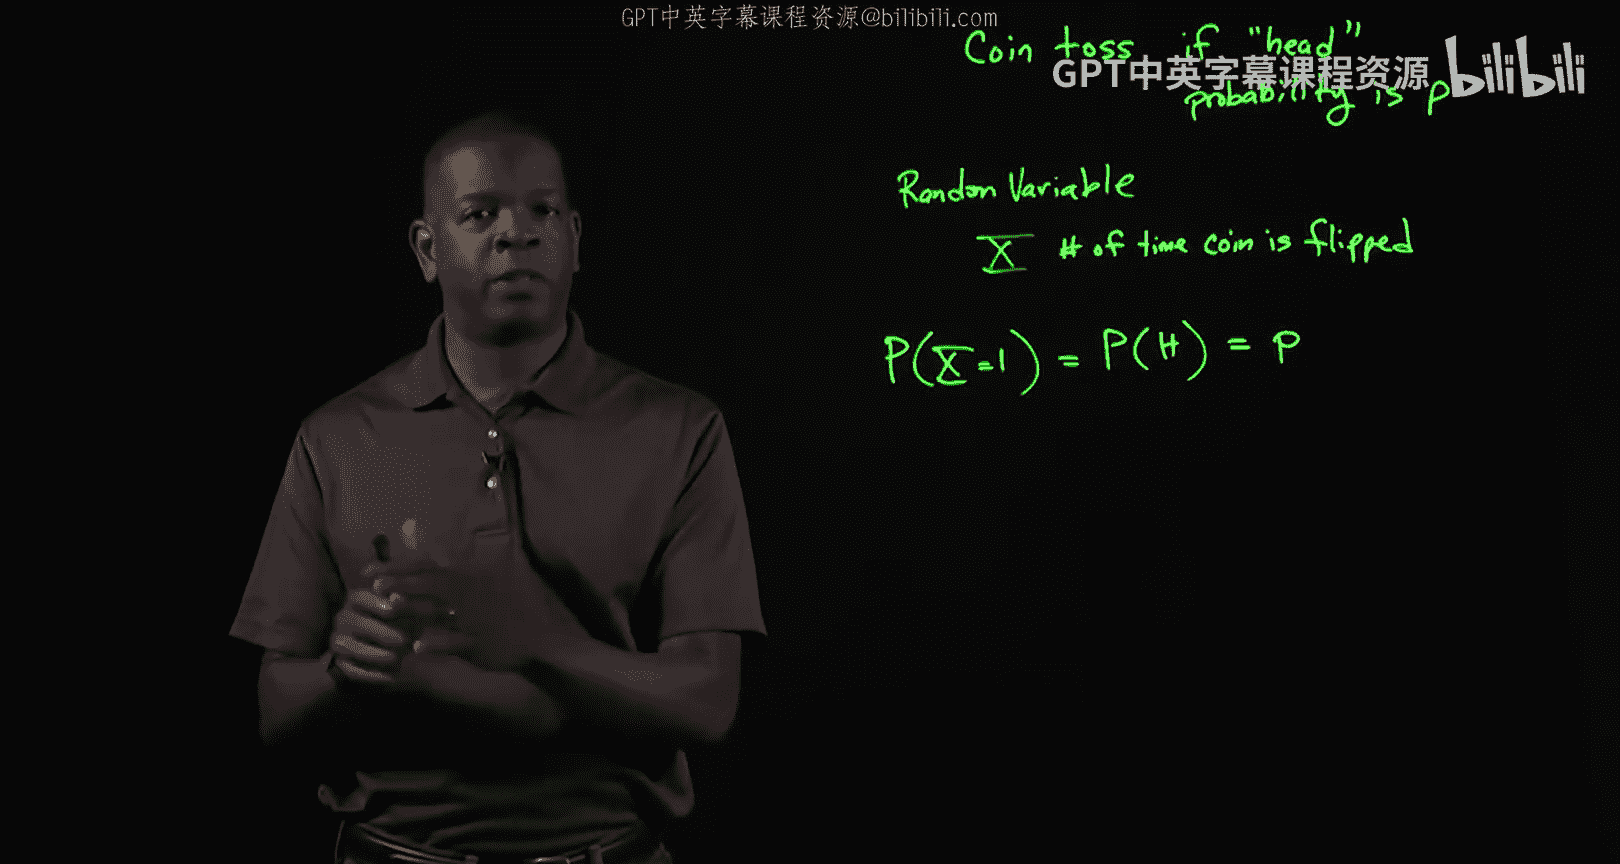 GPT中英字幕课程资源@bilibili.com
Coin toss if "head"
GPT中英字幕课程资源 bilibili
probability is p
Random Variable
X # of time coin is flipped
P(X=1) = P(H) = p